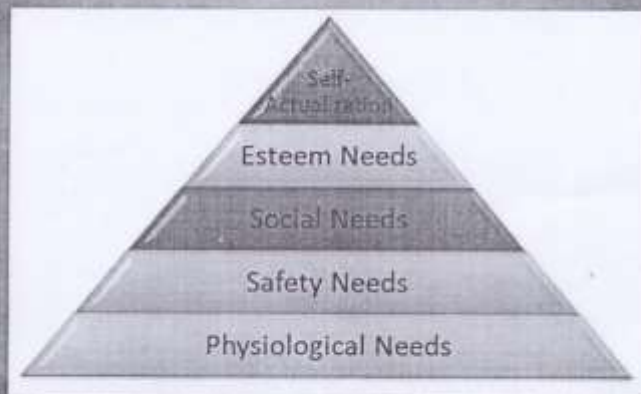 Self-
Actualization
Esteem Needs
Social Needs
Safety Needs
Physiological Needs